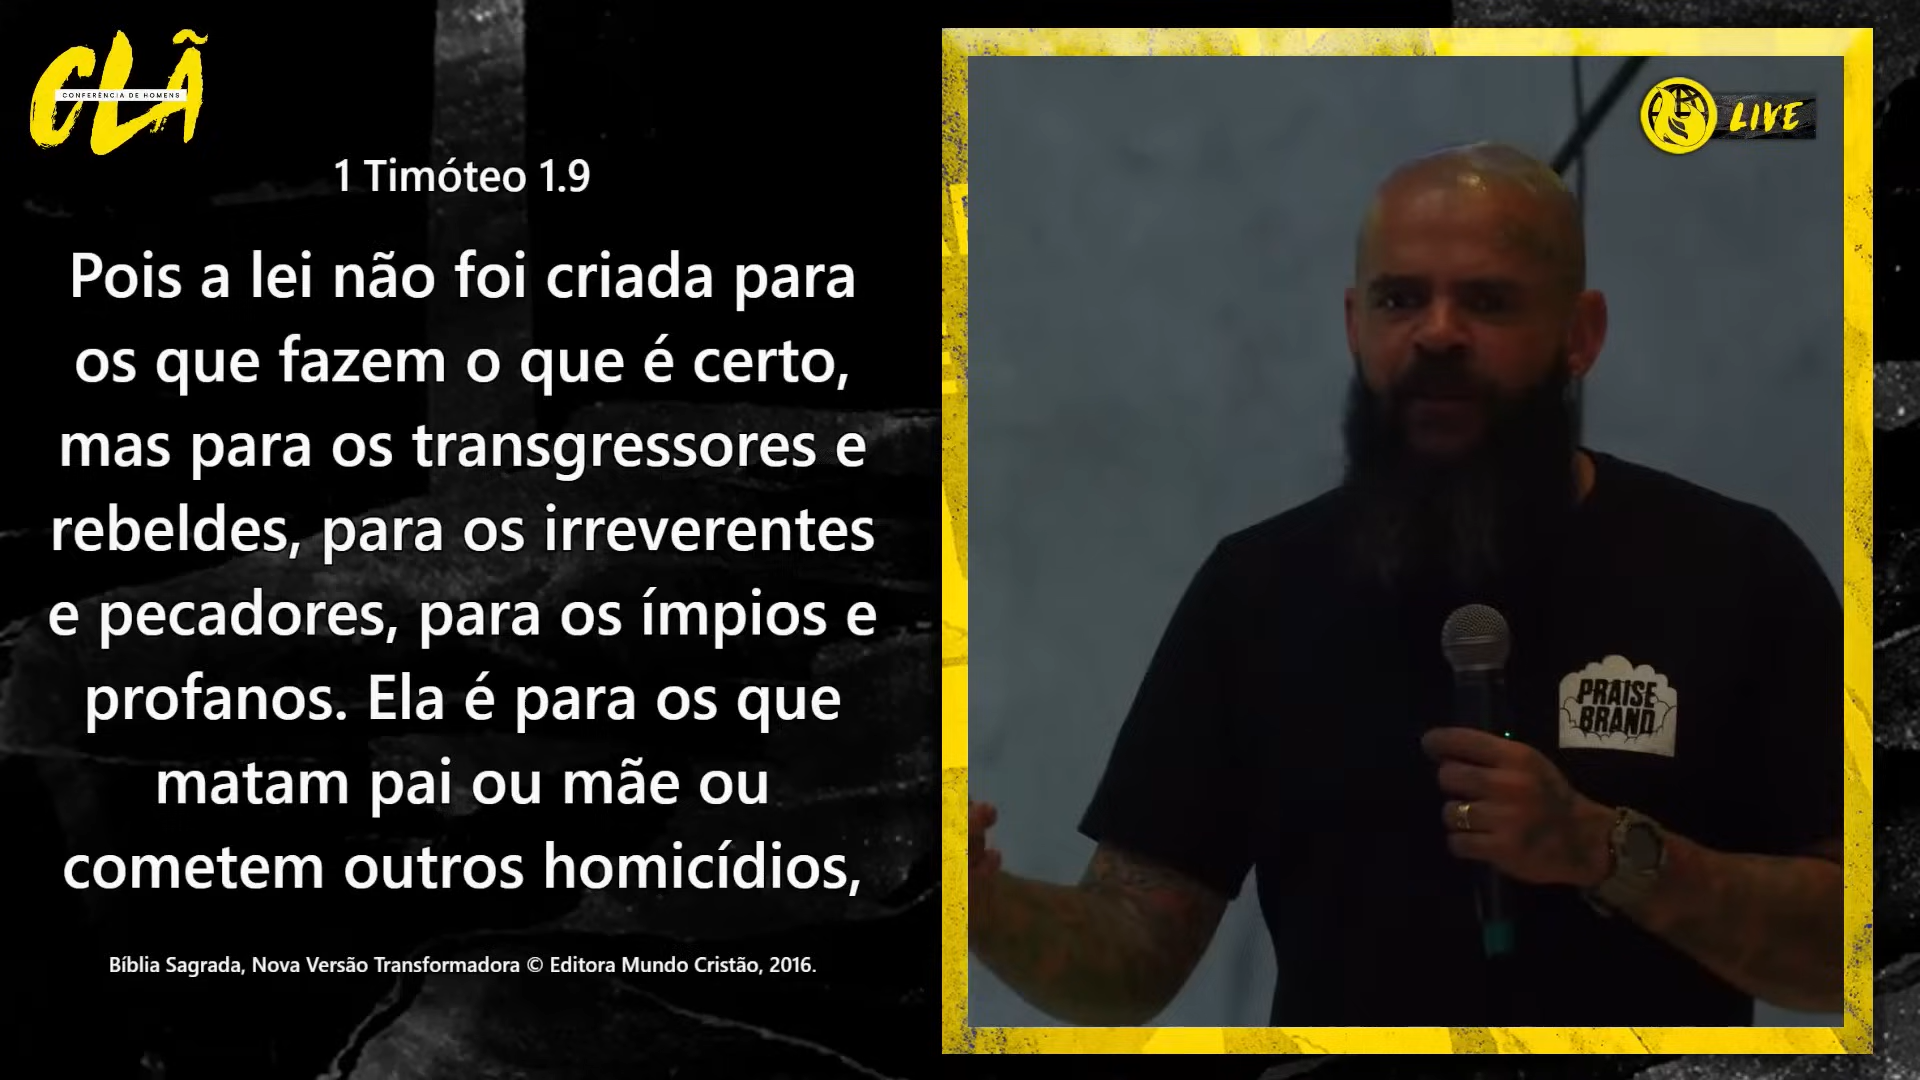 CLÃ
CONFERÊNCIA DE HOMENS
LIVE
1 Timóteo 1.9
Pois a lei não foi criada para
os que fazem o que é certo,
mas para os transgressores e
rebeldes, para os irreverentes
e pecadores, para os ímpios e
profanos. Ela é para os que
matam pai ou mãe ou
cometem outros homicídios,
Bíblia Sagrada, Nova Versão Transformadora © Editora Mundo Cristão, 2016.
PRAISE
BRAND